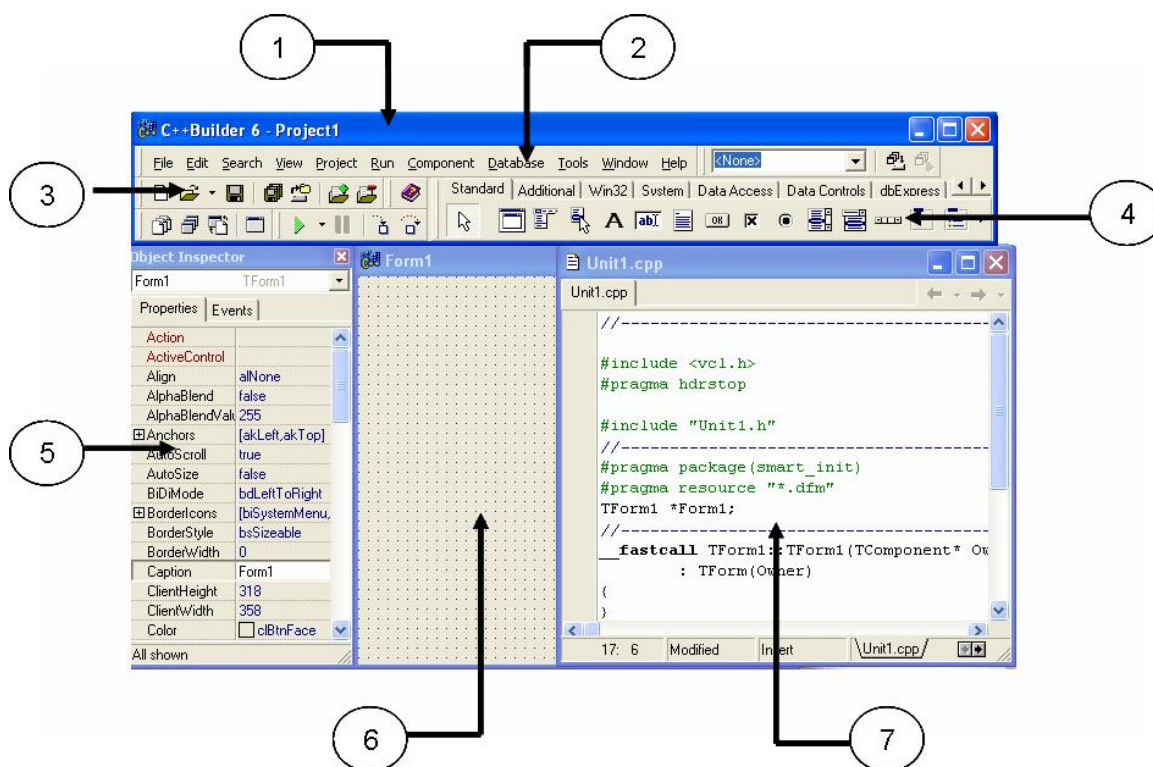 1
2
C++Builder 6 - Project1
File Edit Search View Project Run Component Database Tools Window Help <None>
3
Standard Additional Win32 System Data Access Data Controls dbExpress
A ab OK
4
Object Inspector
Form1 TForm1
Properties Events
Action
ActiveControl
Align alNone
AlphaBlend false
AlphaBlendValu 255
Anchors [akLeft,akTop]
AutoScroll true
AutoSize false
BiDiMode bdLeftToRight
BorderIcons [biSystemMenu,
BorderStyle bsSizeable
BorderWidth 0
Caption Form1
ClientHeight 318
ClientWidth 358
Color clBtnFace
All shown
5
Form1
Unit1.cpp
Unit1.cpp
//---------------------------------------
#include <vcl.h>
#pragma hdrstop
#include "Unit1.h"
//---------------------------------------
#pragma package(smart_init)
#pragma resource "*.dfm"
TForm1 *Form1;
//---------------------------------------
__fastcall TForm1::TForm1(TComponent* Ow
: TForm(Owner)
{
}
17: 6 Modified Insert \Unit1.cpp/
6
7